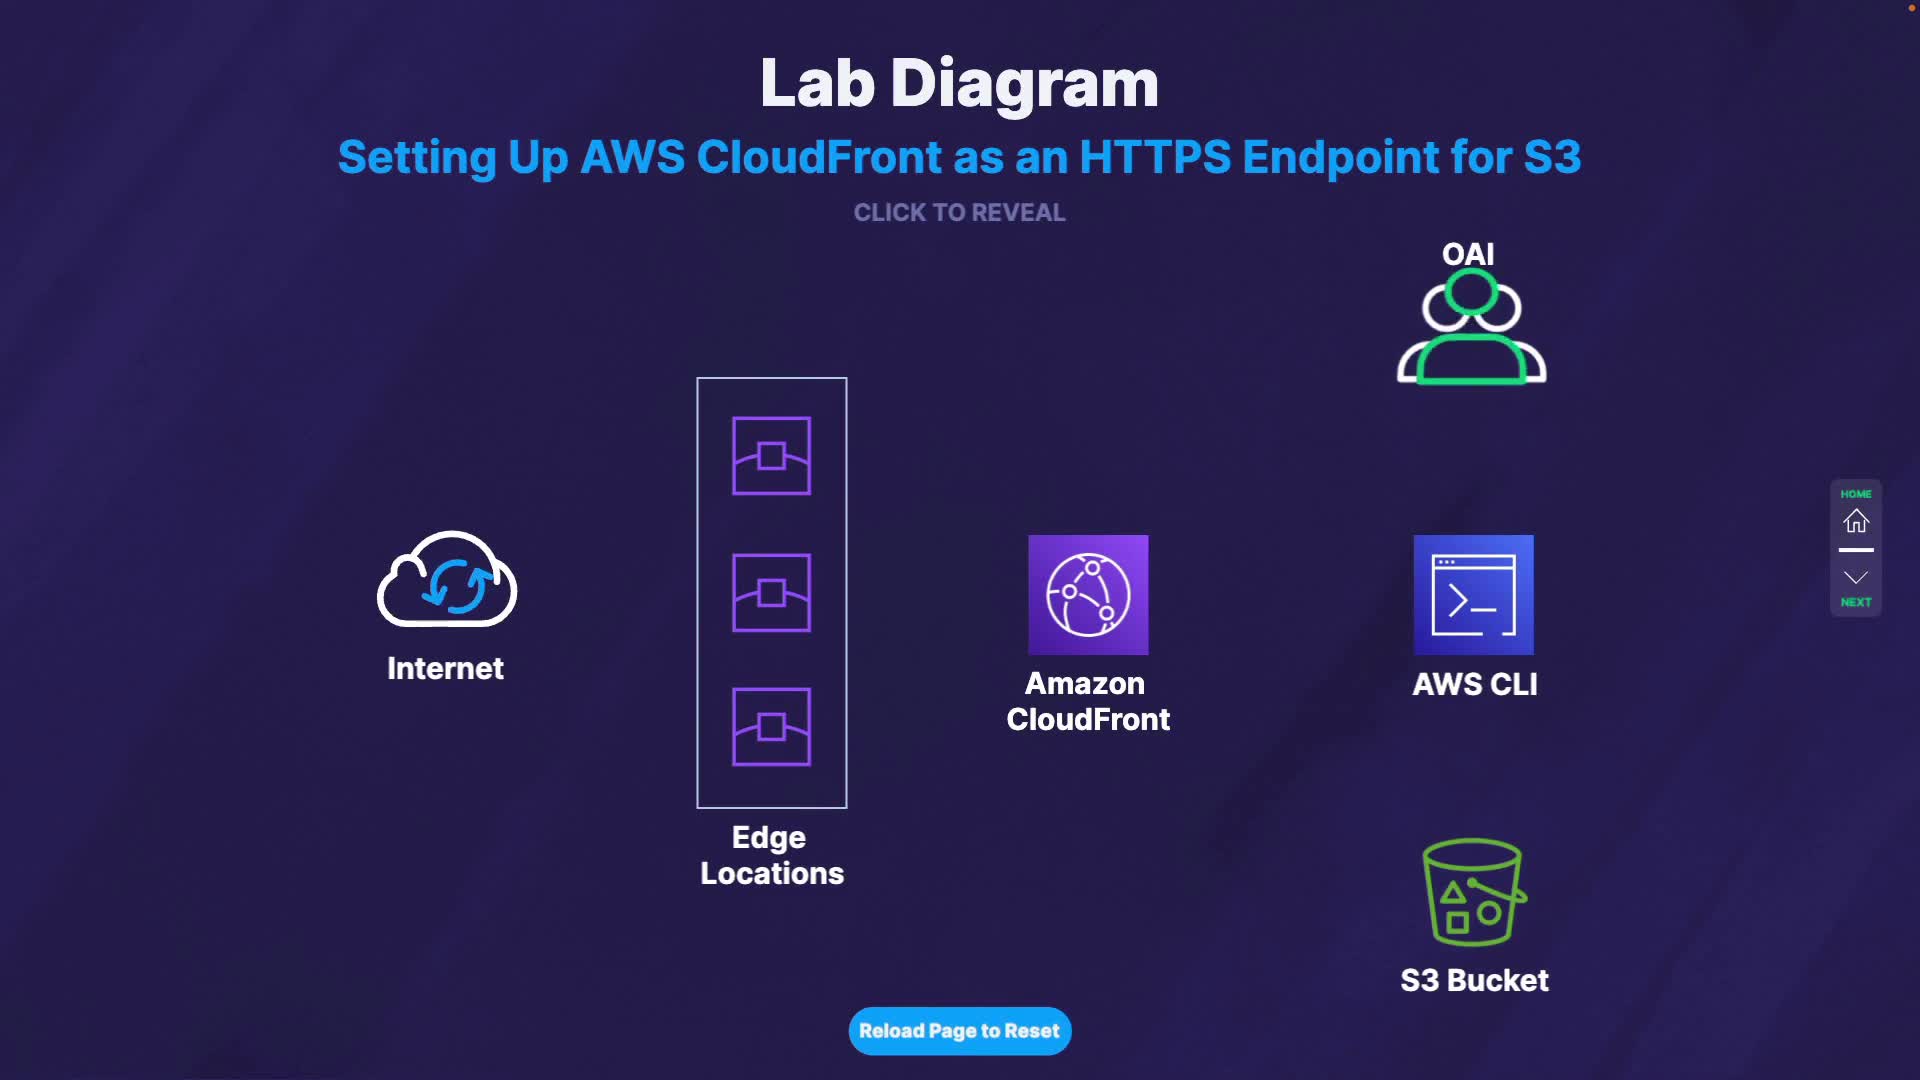 Lab Diagram
Setting Up AWS CloudFront as an HTTPS Endpoint for S3
CLICK TO REVEAL
OAI
HOME
NEXT
Internet
Amazon
CloudFront
AWS CLI
Edge
Locations
S3 Bucket
Reload Page to Reset